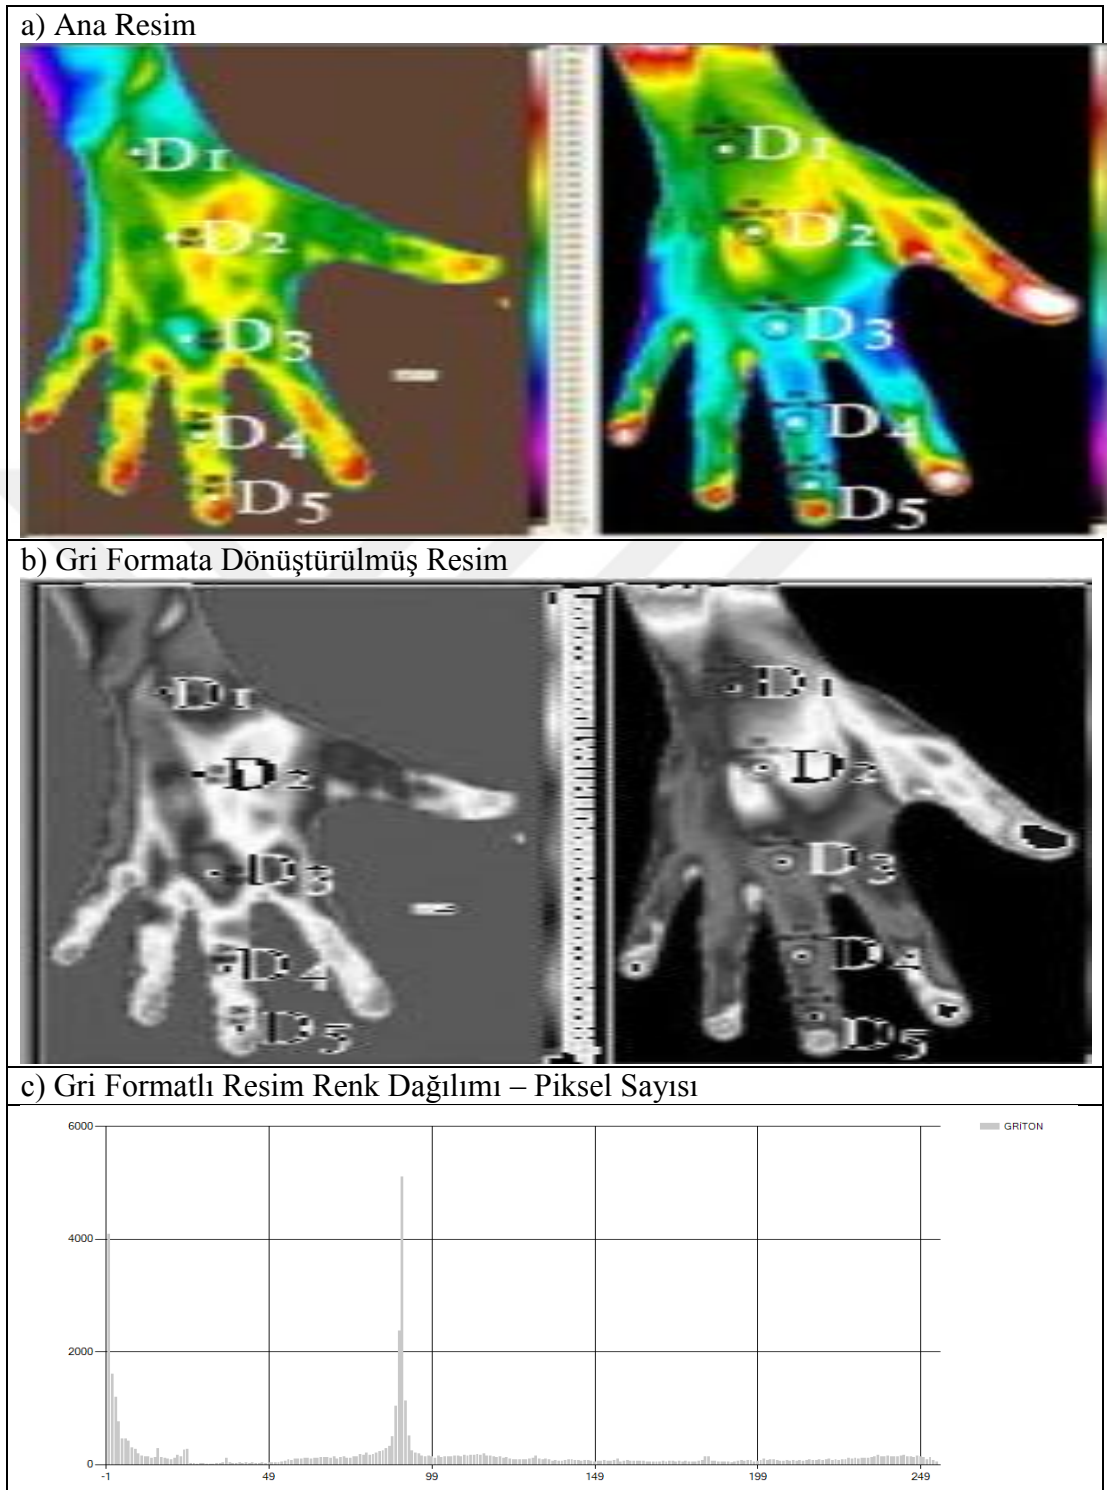 a) Ana Resim
D1
D2
D3
D4
D5
D1
D2
D3
D4
D5
b) Gri Formata Dönüştürülmüş Resim
D1
D2
D3
D4
D5
D1
D2
D3
D4
D5
c) Gri Formatlı Resim Renk Dağılımı – Piksel Sayısı
6000
GRİTON
4000
2000
0
-1 49 99 149 199 249